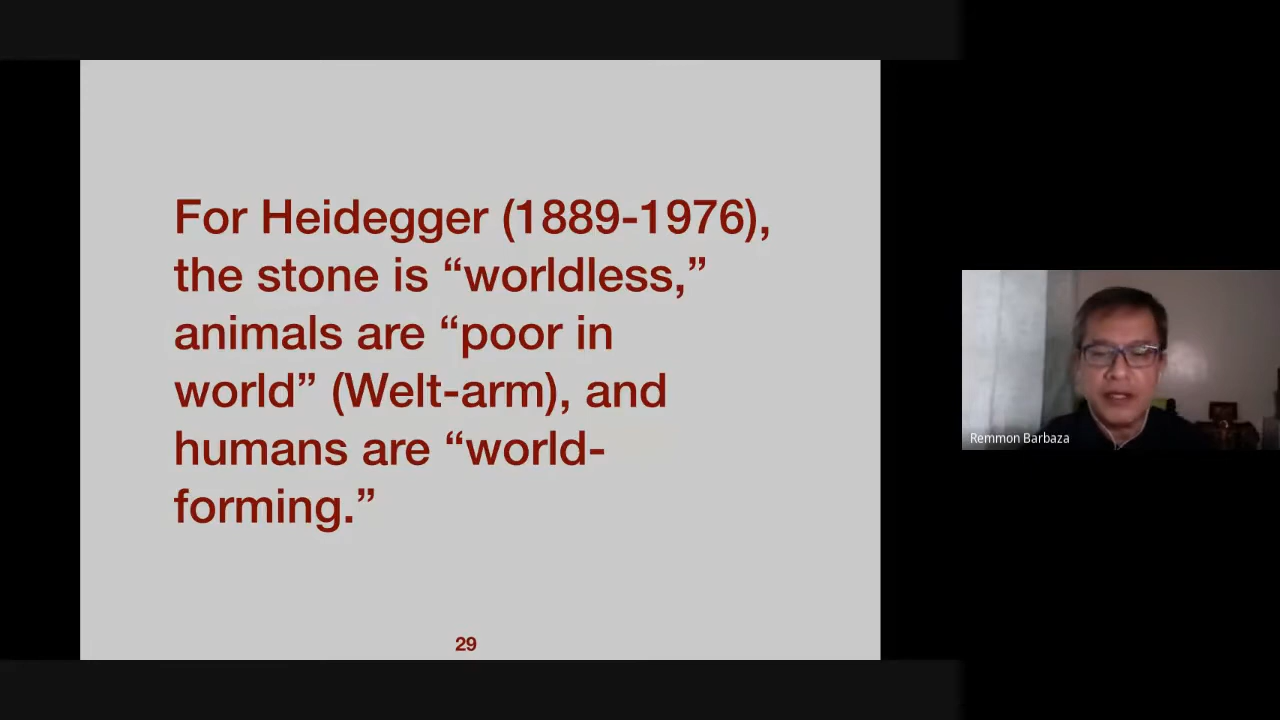 For Heidegger (1889-1976),
the stone is “worldless,”
animals are “poor in
world” (Welt-arm), and
humans are “world-
forming.”
29
Remmon Barbaza